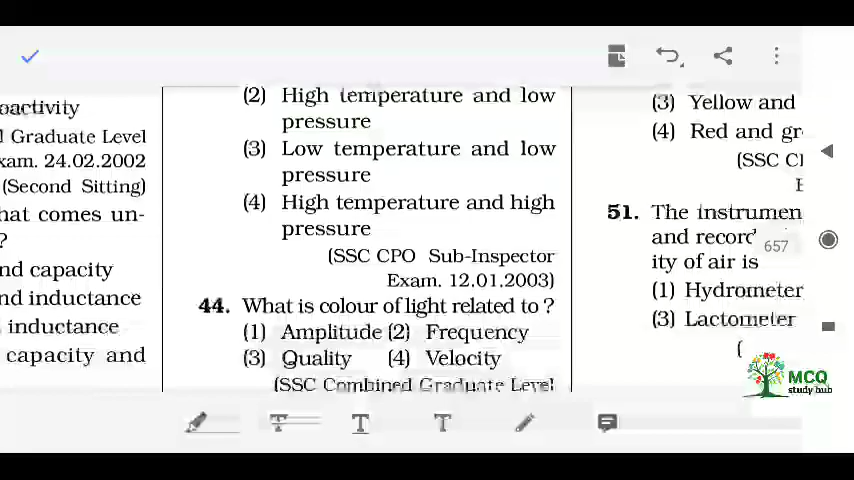 oactivity
Graduate Level
xam. 24.02.2002
(Second Sitting)
hat comes un-
?
nd capacity
nd inductance
inductance
capacity and
(2) High temperature and low
pressure
(3) Low temperature and low
pressure
(4) High temperature and high
pressure
(SSC CPO Sub-Inspector
Exam. 12.01.2003)
44. What is colour of light related to ?
(1) Amplitude (2) Frequency
(3) Quality (4) Velocity
(SSC Combined Graduate Level
(3) Yellow and
(4) Red and gr
(SSC C
E
51. The instrumen
and recor
ity of air is
(1) Hydrometer
(3) Lactometer
(
657
MCQ
study hub
T
T
T